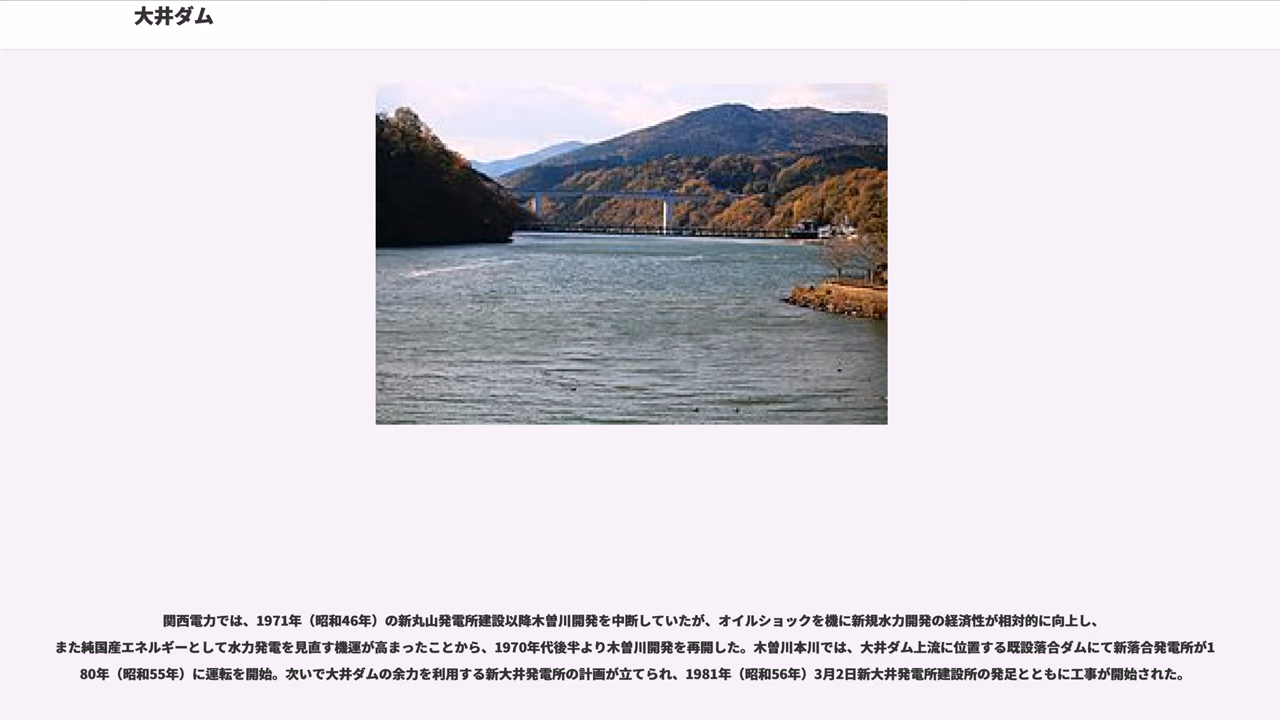 大井ダム
関西電力では、1971年（昭和46年）の新丸山発電所建設以降木曽川開発を中断していたが、オイルショックを機に新規水力開発の経済性が相対的に向上し、
また純国産エネルギーとして水力発電を見直す機運が高まったことから、1970年代後半より木曽川開発を再開した。木曽川本川では、大井ダム上流に位置する既設落合ダムにて新落合発電所が1
80年（昭和55年）に運転を開始。次いで大井ダムの余力を利用する新大井発電所の計画が立てられ、1981年（昭和56年）3月2日新大井発電所建設所の発足とともに工事が開始された。